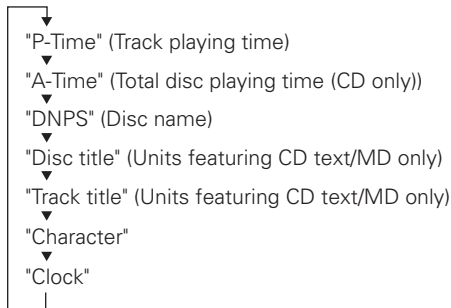 "P-Time" (Track playing time)
"A-Time" (Total disc playing time (CD only))
"DNPS" (Disc name)
"Disc title" (Units featuring CD text/MD only)
"Track title" (Units featuring CD text/MD only)
"Character"
"Clock"